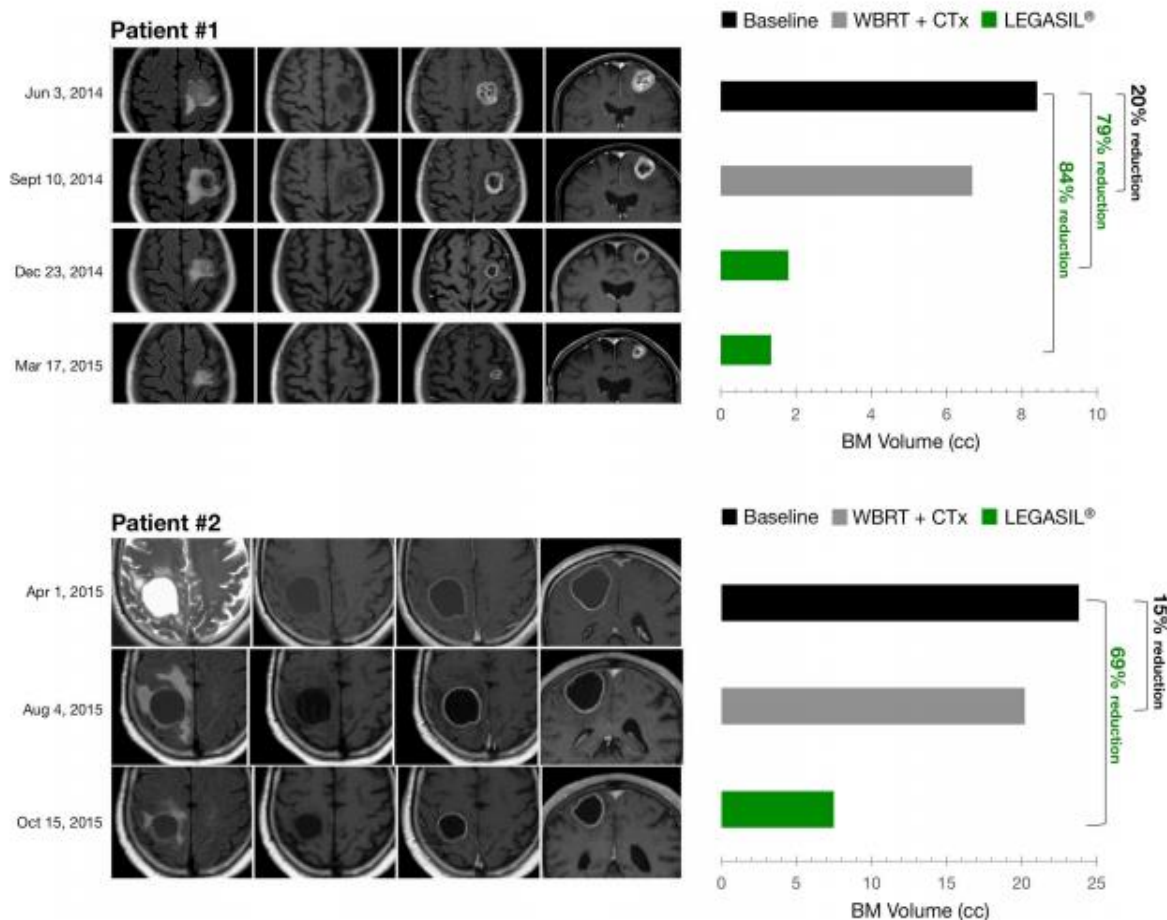 Patient #1
Baseline WBRT + CTx LEGASIL®
Jun 3, 2014
Sept 10, 2014
Dec 23, 2014
Mar 17, 2015
20% reduction
79% reduction
84% reduction
0 2 4 6 8 10
BM Volume (cc)
Patient #2
Baseline WBRT + CTx LEGASIL®
Apr 1, 2015
Aug 4, 2015
Oct 15, 2015
15% reduction
69% reduction
0 5 10 15 20 25
BM Volume (cc)